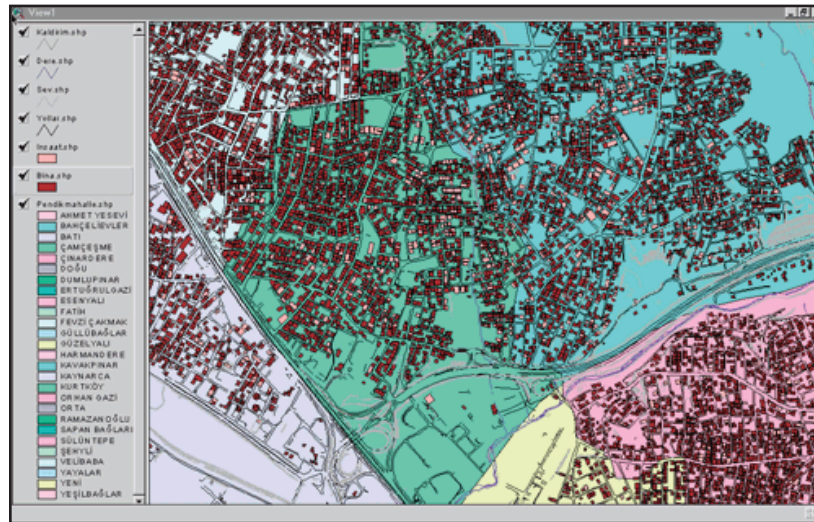 View1
Kaldirim.shp
Dere.shp
Sev.shp
Yollar.shp
Insaat.shp
Bina.shp
Pendikmahalle.shp
AHMET YESEVİ
BAHÇELİEVLER
BATI
ÇAMÇEŞME
ÇINARDERE
DOĞU
DUMLUPINAR
ERTUĞRULGAZİ
ESENYALI
FATİH
FEVZİ ÇAKMAK
GÜLLÜBAĞLAR
GÜZELYALI
HARMANDERE
KAVAKPINAR
KAYNARCA
KURTKÖY
ORHAN GAZİ
ORTA
RAMAZANOĞLU
SAPAN BAĞLARI
SÜLÜNTEPE
ŞEHYLİ
VELİBABA
YAYALAR
YENİ
YEŞİLBAĞLAR